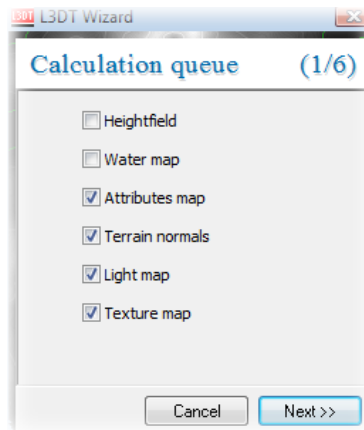 L3DT L3DT Wizard
Calculation queue (1/6)
Heightfield
Water map
Attributes map
Terrain normals
Light map
Texture map
Cancel Next >>